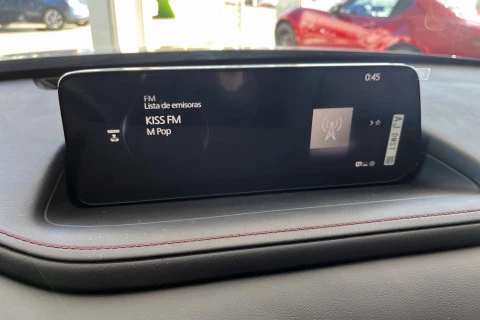 0:45
FM
Lista de emisoras
KISS FM
M Pop